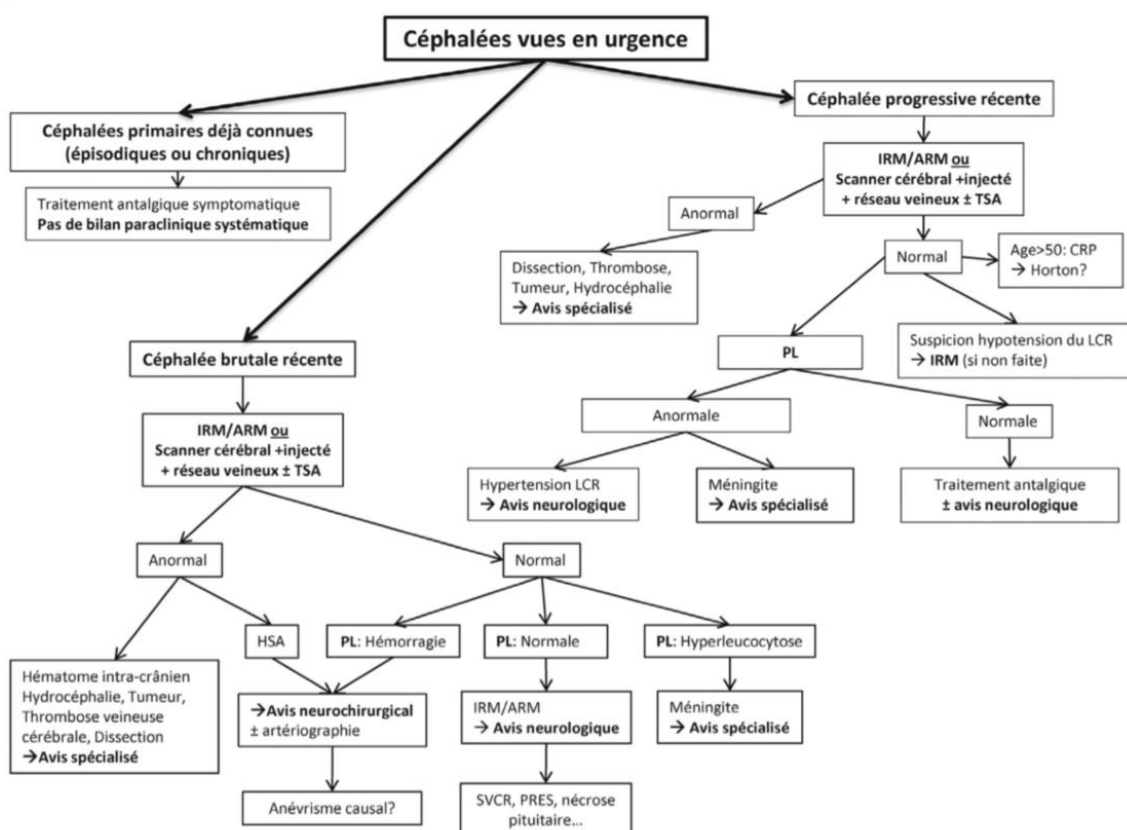 Céphalées vues en urgence
Céphalées primaires déjà connues
(épisodiques ou chroniques)
Traitement antalgique symptomatique
Pas de bilan paraclinique systématique
Céphalée progressive récente
IRM/ARM ou
Scanner cérébral +injecté
+ réseau veineux ± TSA
Anormal
Dissection, Thrombose,
Tumeur, Hydrocéphalie
→ Avis spécialisé
Normal
Age>50: CRP
→ Horton?
Suspicion hypotension du LCR
→ IRM (si non faite)
PL
Anormale
Normale
Hypertension LCR
→ Avis neurologique
Méningite
→ Avis spécialisé
Traitement antalgique
± avis neurologique
Céphalée brutale récente
IRM/ARM ou
Scanner cérébral +injecté
+ réseau veineux ± TSA
Anormal
Normal
HSA
PL: Hémorragie
PL: Normale
PL: Hyperleucocytose
Hématome intra-crânien
Hydrocéphalie, Tumeur,
Thrombose veineuse
cérébrale, Dissection
→Avis spécialisé
→Avis neurochirurgical
± artériographie
IRM/ARM
→ Avis neurologique
Méningite
→ Avis spécialisé
Anévrisme causal?
SVCR, PRES, nécrose
pituitaire...